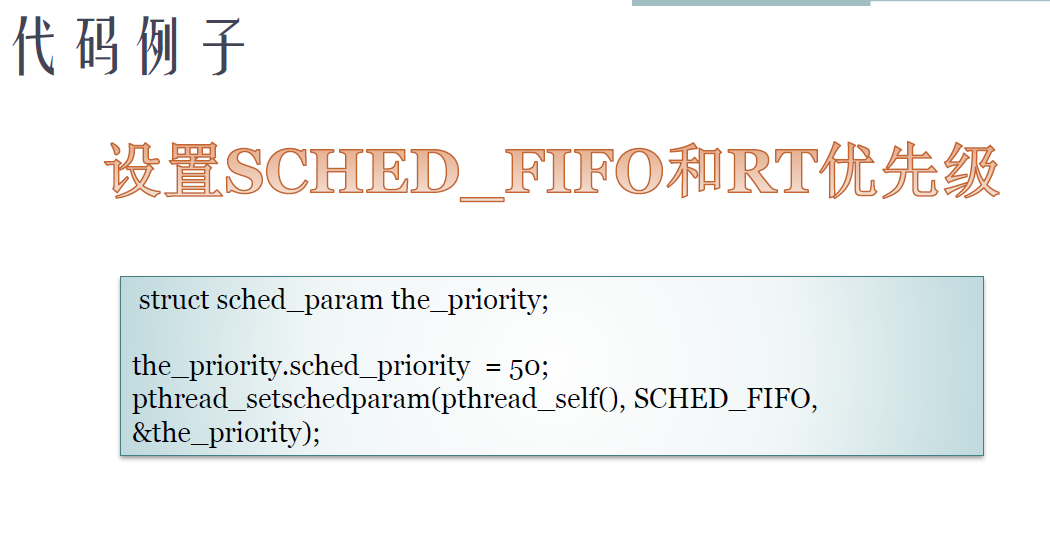 代码例子
设置SCHED_FIFO和RT优先级
struct sched_param the_priority;
the_priority.sched_priority = 50;
pthread_setschedparam(pthread_self(), SCHED_FIFO,
&the_priority);